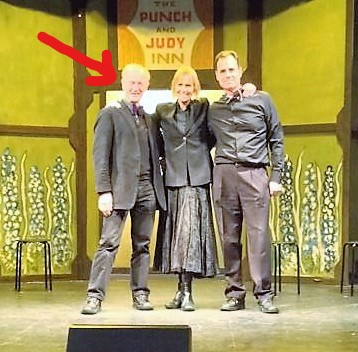 THE
PUNCH
AND
JUDY
INN